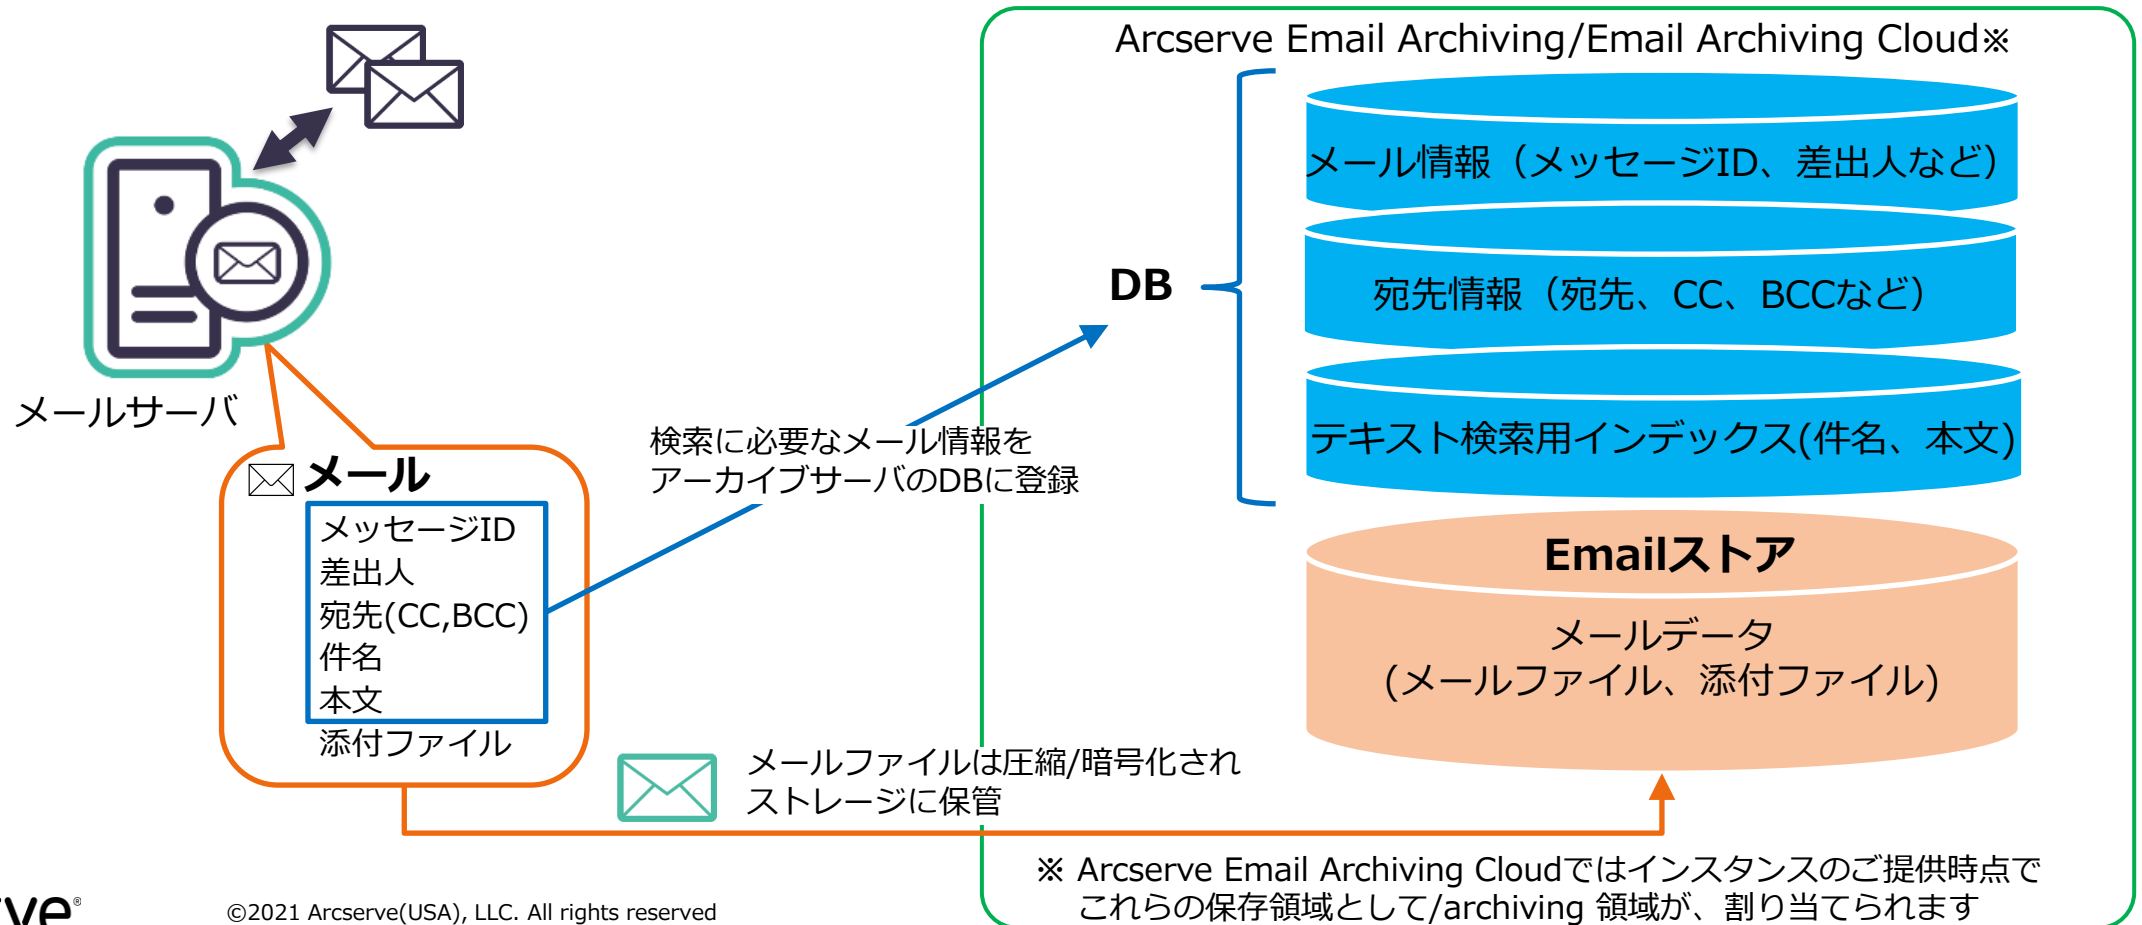 Arcserve Email Archiving/Email Archiving Cloud※
メールサーバ
メール
メッセージID
差出人
宛先(CC,BCC)
件名
本文
添付ファイル
検索に必要なメール情報を
アーカイブサーバのDBに登録
DB
メール情報（メッセージID、差出人など）
宛先情報（宛先、CC、BCCなど）
テキスト検索用インデックス(件名、本文)
Emailストア
メールデータ
(メールファイル、添付ファイル)
メールファイルは圧縮/暗号化され
ストレージに保管
※ Arcserve Email Archiving Cloudではインスタンスのご提供時点で
これらの保存領域として/archiving 領域が、割り当てられます
©2021 Arcserve(USA), LLC. All rights reserved